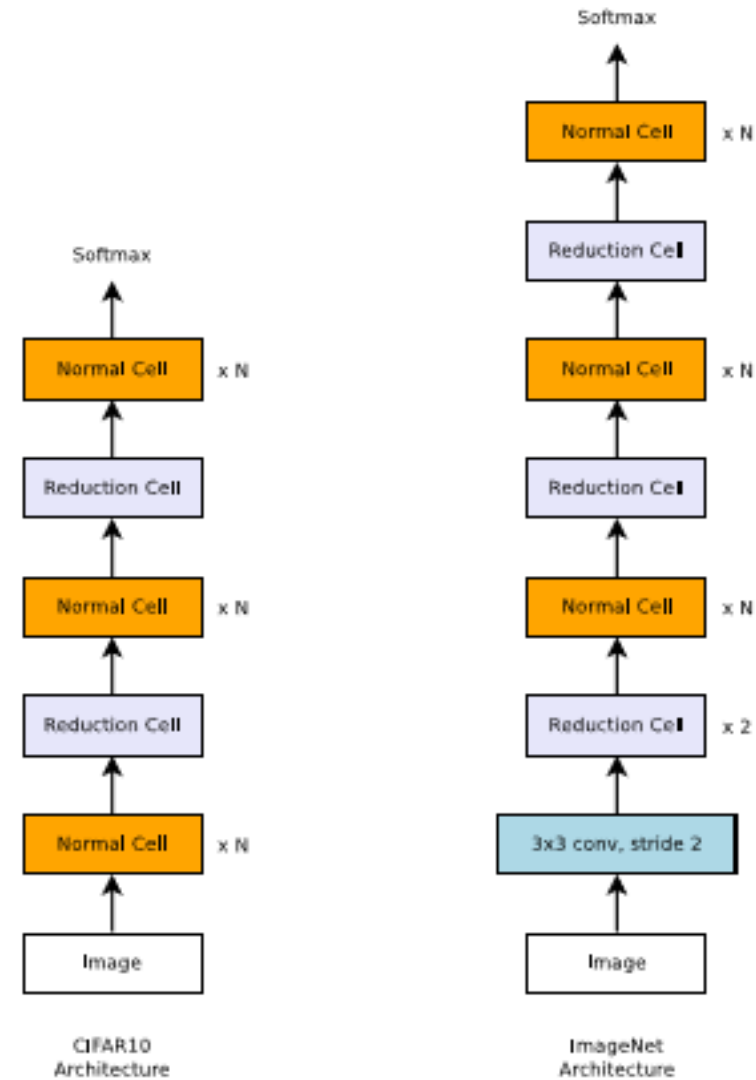 Softmax
Normal Cell x N
Reduction Cell
Normal Cell x N
Reduction Cell
Normal Cell x N
Image
CIFAR10
Architecture
Softmax
Normal Cell x N
Reduction Cell
Normal Cell x N
Reduction Cell
Normal Cell x N
Reduction Cell x 2
3x3 conv, stride 2
Image
ImageNet
Architecture